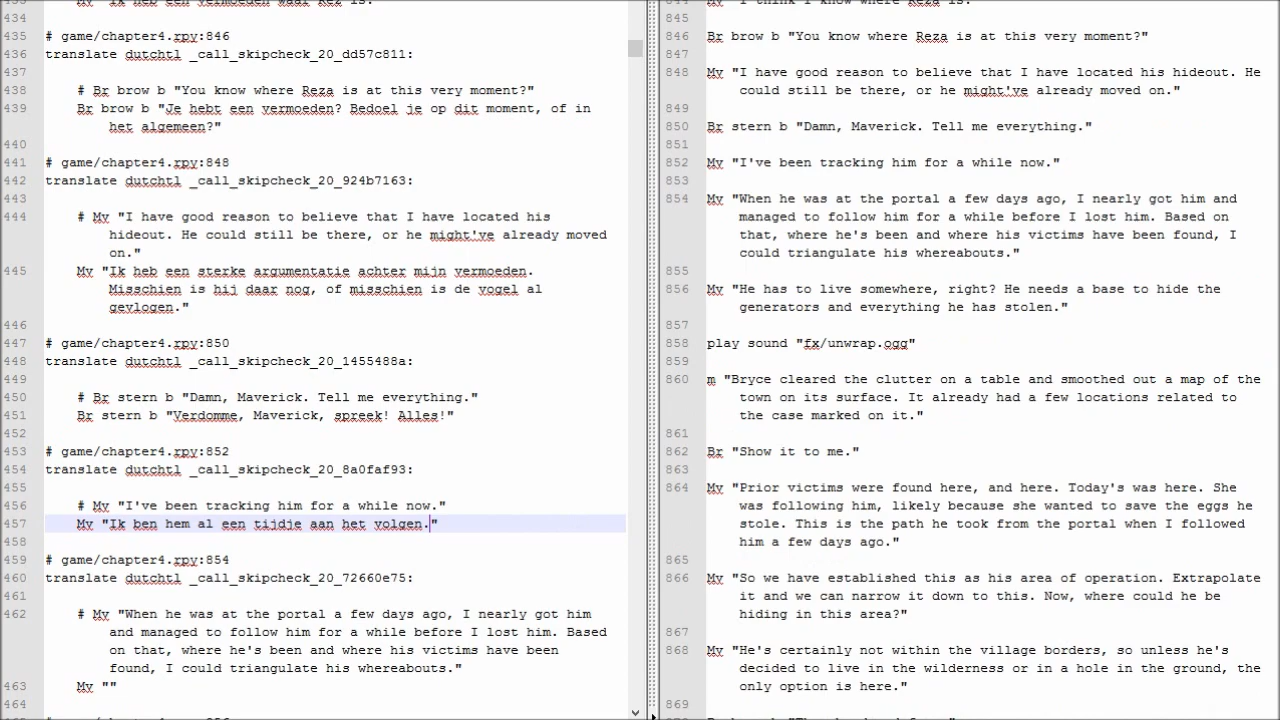 434
435 # game/chapter4.rpy:846
436 translate dutchtl _call_skipcheck_20_dd57c811:
437
438 # Br brow b "You know where Reza is at this very moment?"
439 Br brow b "Je hebt een vermoeden? Bedoel je op dit moment, of in
het algemeen?"
440
441 # game/chapter4.rpy:848
442 translate dutchtl _call_skipcheck_20_924b7163:
443
444 # My "I have good reason to believe that I have located his
hideout. He could still be there, or he might've already moved
on."
445 My "Ik heb een sterke argumentatie achter mijn vermoeden.
Misschien is hij daar nog, of misschien is de vogel al
gevlogen."
446
447 # game/chapter4.rpy:850
448 translate dutchtl _call_skipcheck_20_1455488a:
449
450 # Br stern b "Damn, Maverick. Tell me everything."
451 Br stern b "Verdomme, Maverick, spreek! Alles!"
452
453 # game/chapter4.rpy:852
454 translate dutchtl _call_skipcheck_20_8a0faf93:
455
456 # My "I've been tracking him for a while now."
457 My "Ik ben hem al een tijdje aan het volgen."
458
459 # game/chapter4.rpy:854
460 translate dutchtl _call_skipcheck_20_72660e75:
461
462 # My "When he was at the portal a few days ago, I nearly got him
and managed to follow him for a while before I lost him. Based
on that, where he's been and where his victims have been
found, I could triangulate his whereabouts."
463 My ""
464
845
846 Br brow b "You know where Reza is at this very moment?"
847
848 My "I have good reason to believe that I have located his hideout. He
could still be there, or he might've already moved on."
849
850 Br stern b "Damn, Maverick. Tell me everything."
851
852 My "I've been tracking him for a while now."
853
854 My "When he was at the portal a few days ago, I nearly got him and
managed to follow him for a while before I lost him. Based on
that, where he's been and where his victims have been found, I
could triangulate his whereabouts."
855
856 My "He has to live somewhere, right? He needs a base to hide the
generators and everything he has stolen."
857
858 play sound "fx/unwrap.ogg"
859
860 m "Bryce cleared the clutter on a table and smoothed out a map of the
town on its surface. It already had a few locations related to
the case marked on it."
861
862 Br "Show it to me."
863
864 My "Prior victims were found here, and here. Today's was here. She
was following him, likely because she wanted to save the eggs he
stole. This is the path he took from the portal when I followed
him a few days ago."
865
866 My "So we have established this as his area of operation. Extrapolate
it and we can narrow it down to this. Now, where could he be
hiding in this area?"
867
868 My "He's certainly not within the village borders, so unless he's
decided to live in the wilderness or in a hole in the ground, the
only option is here."
869